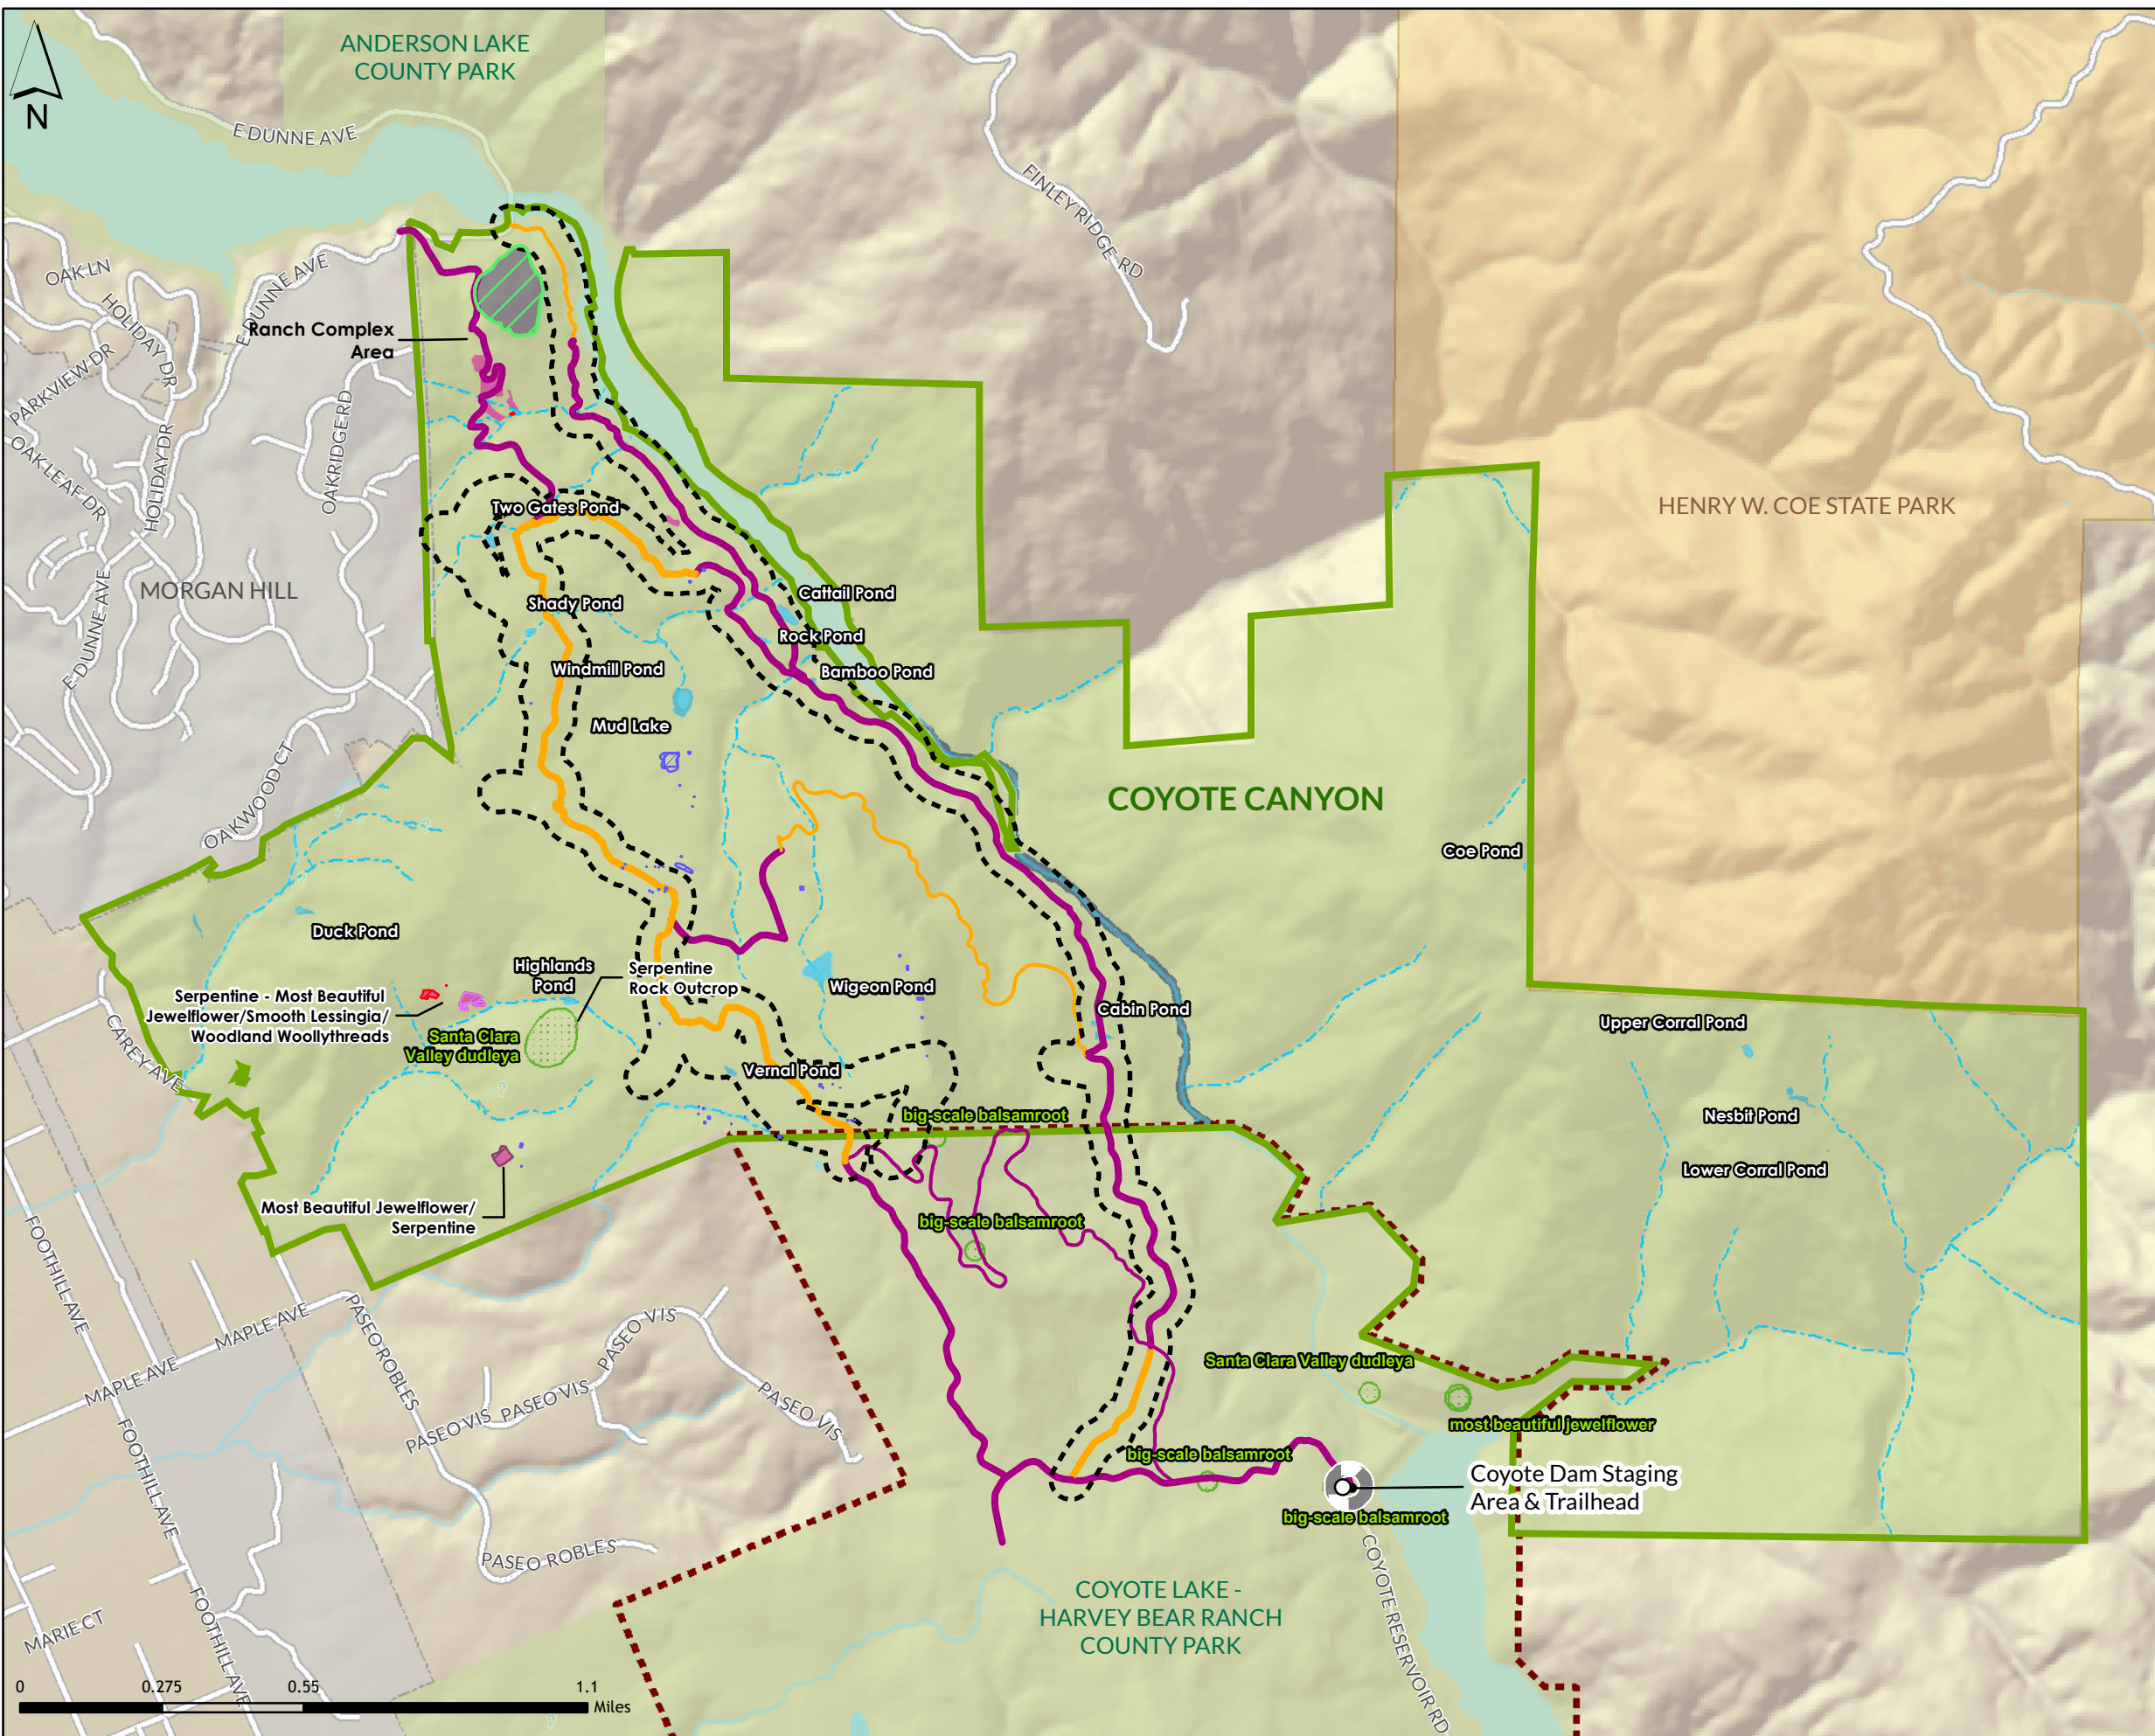 ANDERSON LAKE
COUNTY PARK
N
E DUNNE AVE
FINLEY RIDGE RD
OAK LN
HOLIDAY DR
E DUNNE AVE
Ranch Complex
Area
PARKVIEW DR
OAK LEAF DR
HOLIDAY DR
OAKRIDGE RD
HENRY W. COE STATE PARK
Two Gates Pond
MORGAN HILL
Cattail Pond
Shady Pond
E DUNNE AVE
Rock Pond
Windmill Pond
Bamboo Pond
Mud Lake
OAKWOOD CT
COYOTE CANYON
Coe Pond
Duck Pond
Highlands
Pond
Serpentine
Rock Outcrop
Wigeon Pond
Serpentine - Most Beautiful
Jewelflower/Smooth Lessingia/
Woodland Woollythreads
Cabin Pond
Upper Corral Pond
Santa Clara
Valley dudleya
CAREY AVE
Vernal Pond
big-scale balsamroot
Nesbit Pond
Lower Corral Pond
Most Beautiful Jewelflower/
Serpentine
big-scale balsamroot
FOOTHILL AVE
MAPLE AVE
PASEO ROBLES
PASEO VIS
MAPLE AVE
PASEO VIS
PASEO VIS
PASEO VIS
Santa Clara Valley dudleya
most beautiful jewelflower
big-scale balsamroot
FOOTHILL AVE
Coyote Dam Staging
Area & Trailhead
big-scale balsamroot
PASEO ROBLES
COYOTE RESERVOIR RD
COYOTE LAKE -
HARVEY BEAR RANCH
COUNTY PARK
MARIE CT
FOOTHILL AVE
0 0.275 0.55 1.1
Miles